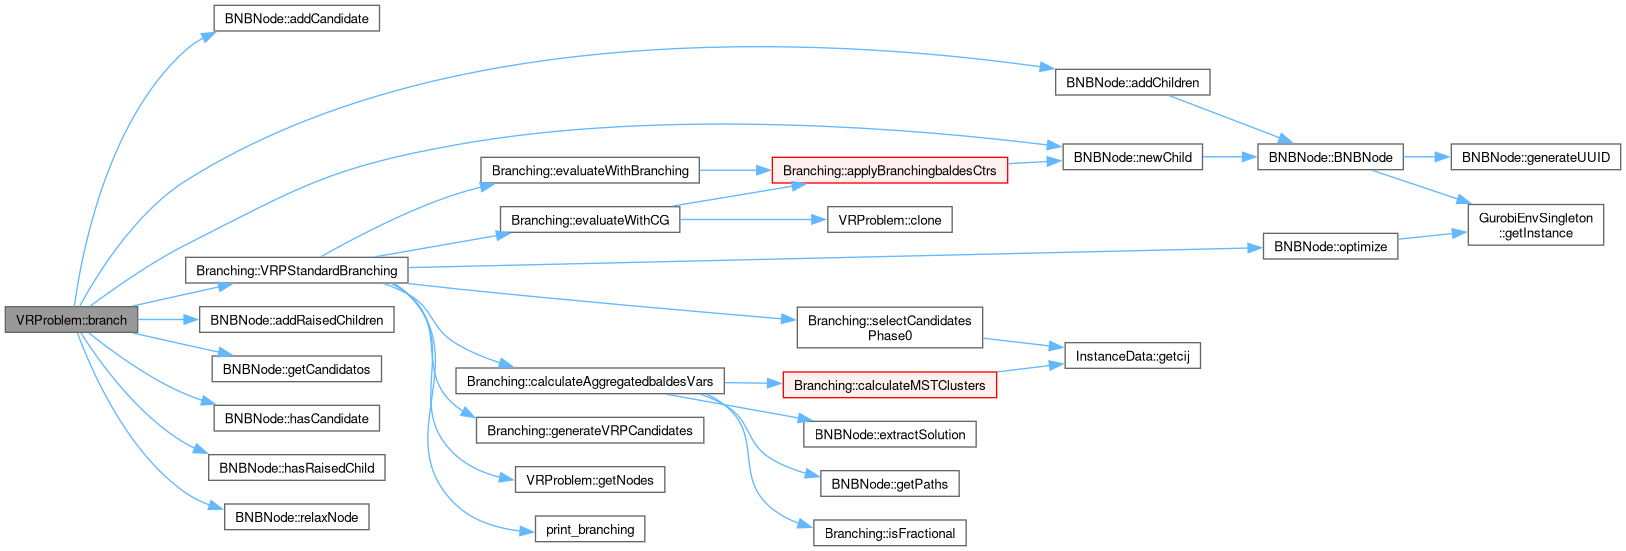 BNBNode::addCandidate
BNBNode::addChildren
BNBNode::newChild
BNBNode::BNBNode
BNBNode::generateUUID
Branching::evaluateWithBranching
Branching::applyBranchingbaldesCtrs
Branching::evaluateWithCG
VRProblem::clone
GurobiEnvSingleton
::getInstance
BNBNode::optimize
Branching::VRPStandardBranching
VRProblem::branch
BNBNode::addRaisedChildren
Branching::selectCandidates
Phase0
InstanceData::getcij
BNBNode::getCandidatos
Branching::calculateAggregatedbaldesVars
Branching::calculateMSTClusters
BNBNode::hasCandidate
Branching::generateVRPCandidates
BNBNode::extractSolution
BNBNode::hasRaisedChild
VRProblem::getNodes
BNBNode::getPaths
BNBNode::relaxNode
print_branching
Branching::isFractional